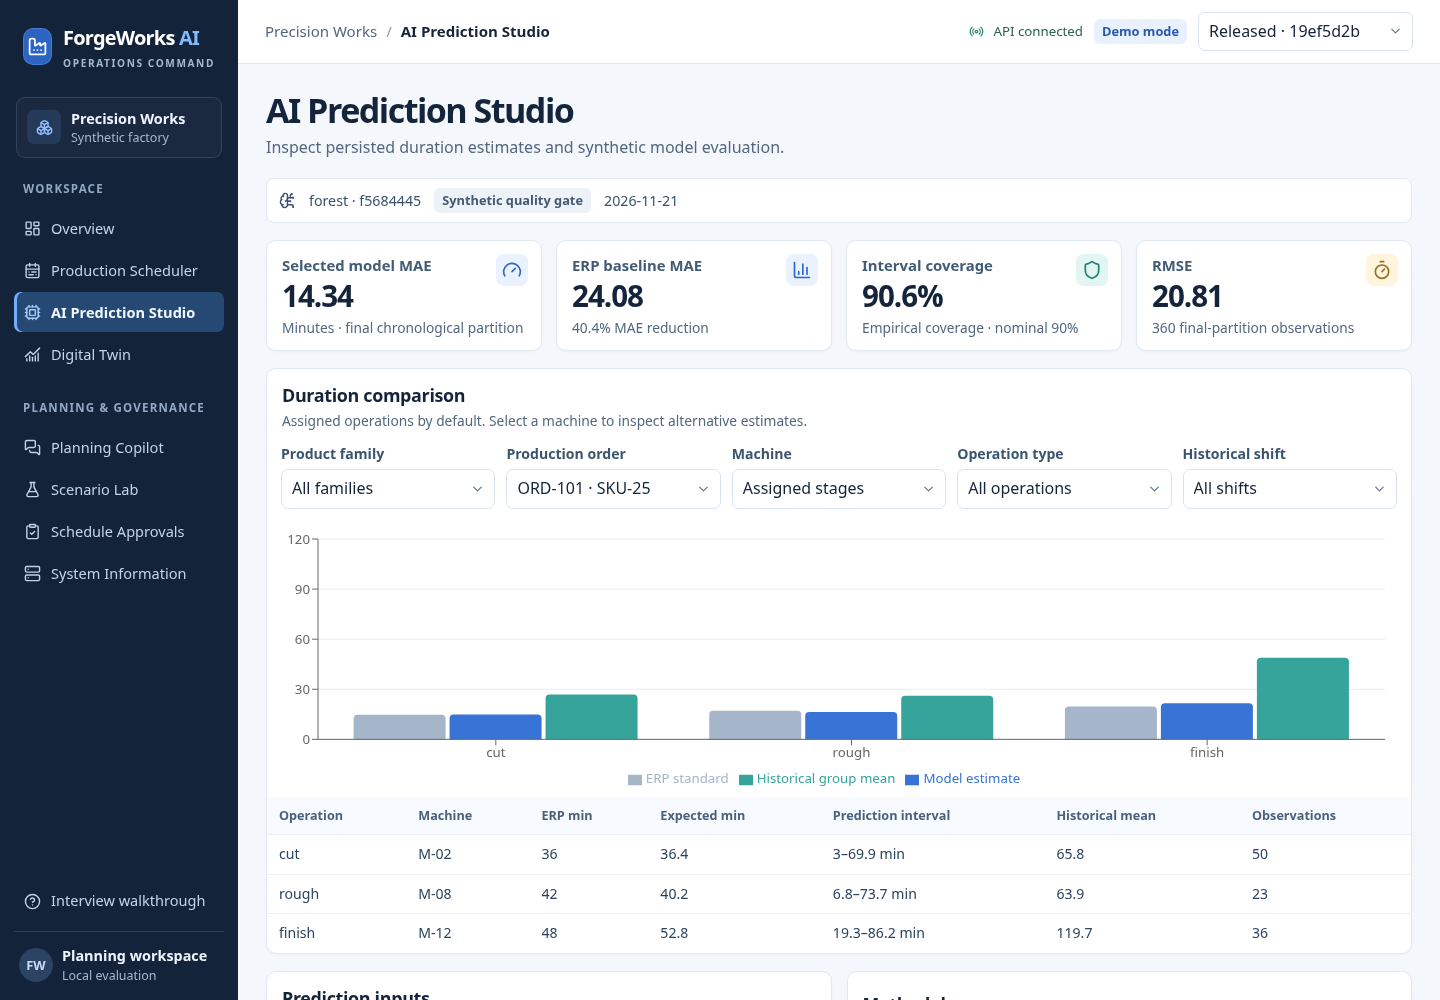 ForgeWorks AI
OPERATIONS COMMAND
Precision Works
Synthetic factory
WORKSPACE
Overview
Production Scheduler
AI Prediction Studio
Digital Twin
PLANNING & GOVERNANCE
Planning Copilot
Scenario Lab
Schedule Approvals
System Information
Interview walkthrough
FW
Planning workspace
Local evaluation
Precision Works / AI Prediction Studio
API connected
Demo mode
Released · 19ef5d2b
AI Prediction Studio
Inspect persisted duration estimates and synthetic model evaluation.
forest · f5684445 Synthetic quality gate 2026-11-21
Selected model MAE
14.34
Minutes · final chronological partition
ERP baseline MAE
24.08
40.4% MAE reduction
Interval coverage
90.6%
Empirical coverage · nominal 90%
RMSE
20.81
360 final-partition observations
Duration comparison
Assigned operations by default. Select a machine to inspect alternative estimates.
Product family Production order Machine Operation type Historical shift
All families ORD-101 · SKU-25 Assigned stages All operations All shifts
120
90
60
30
0
cut rough finish
ERP standard Historical group mean Model estimate
Operation Machine ERP min Expected min Prediction interval Historical mean Observations
cut M-02 36 36.4 3–69.9 min 65.8 50
rough M-08 42 40.2 6.8–73.7 min 63.9 23
finish M-12 48 52.8 19.3–86.2 min 119.7 36
Prediction inputs